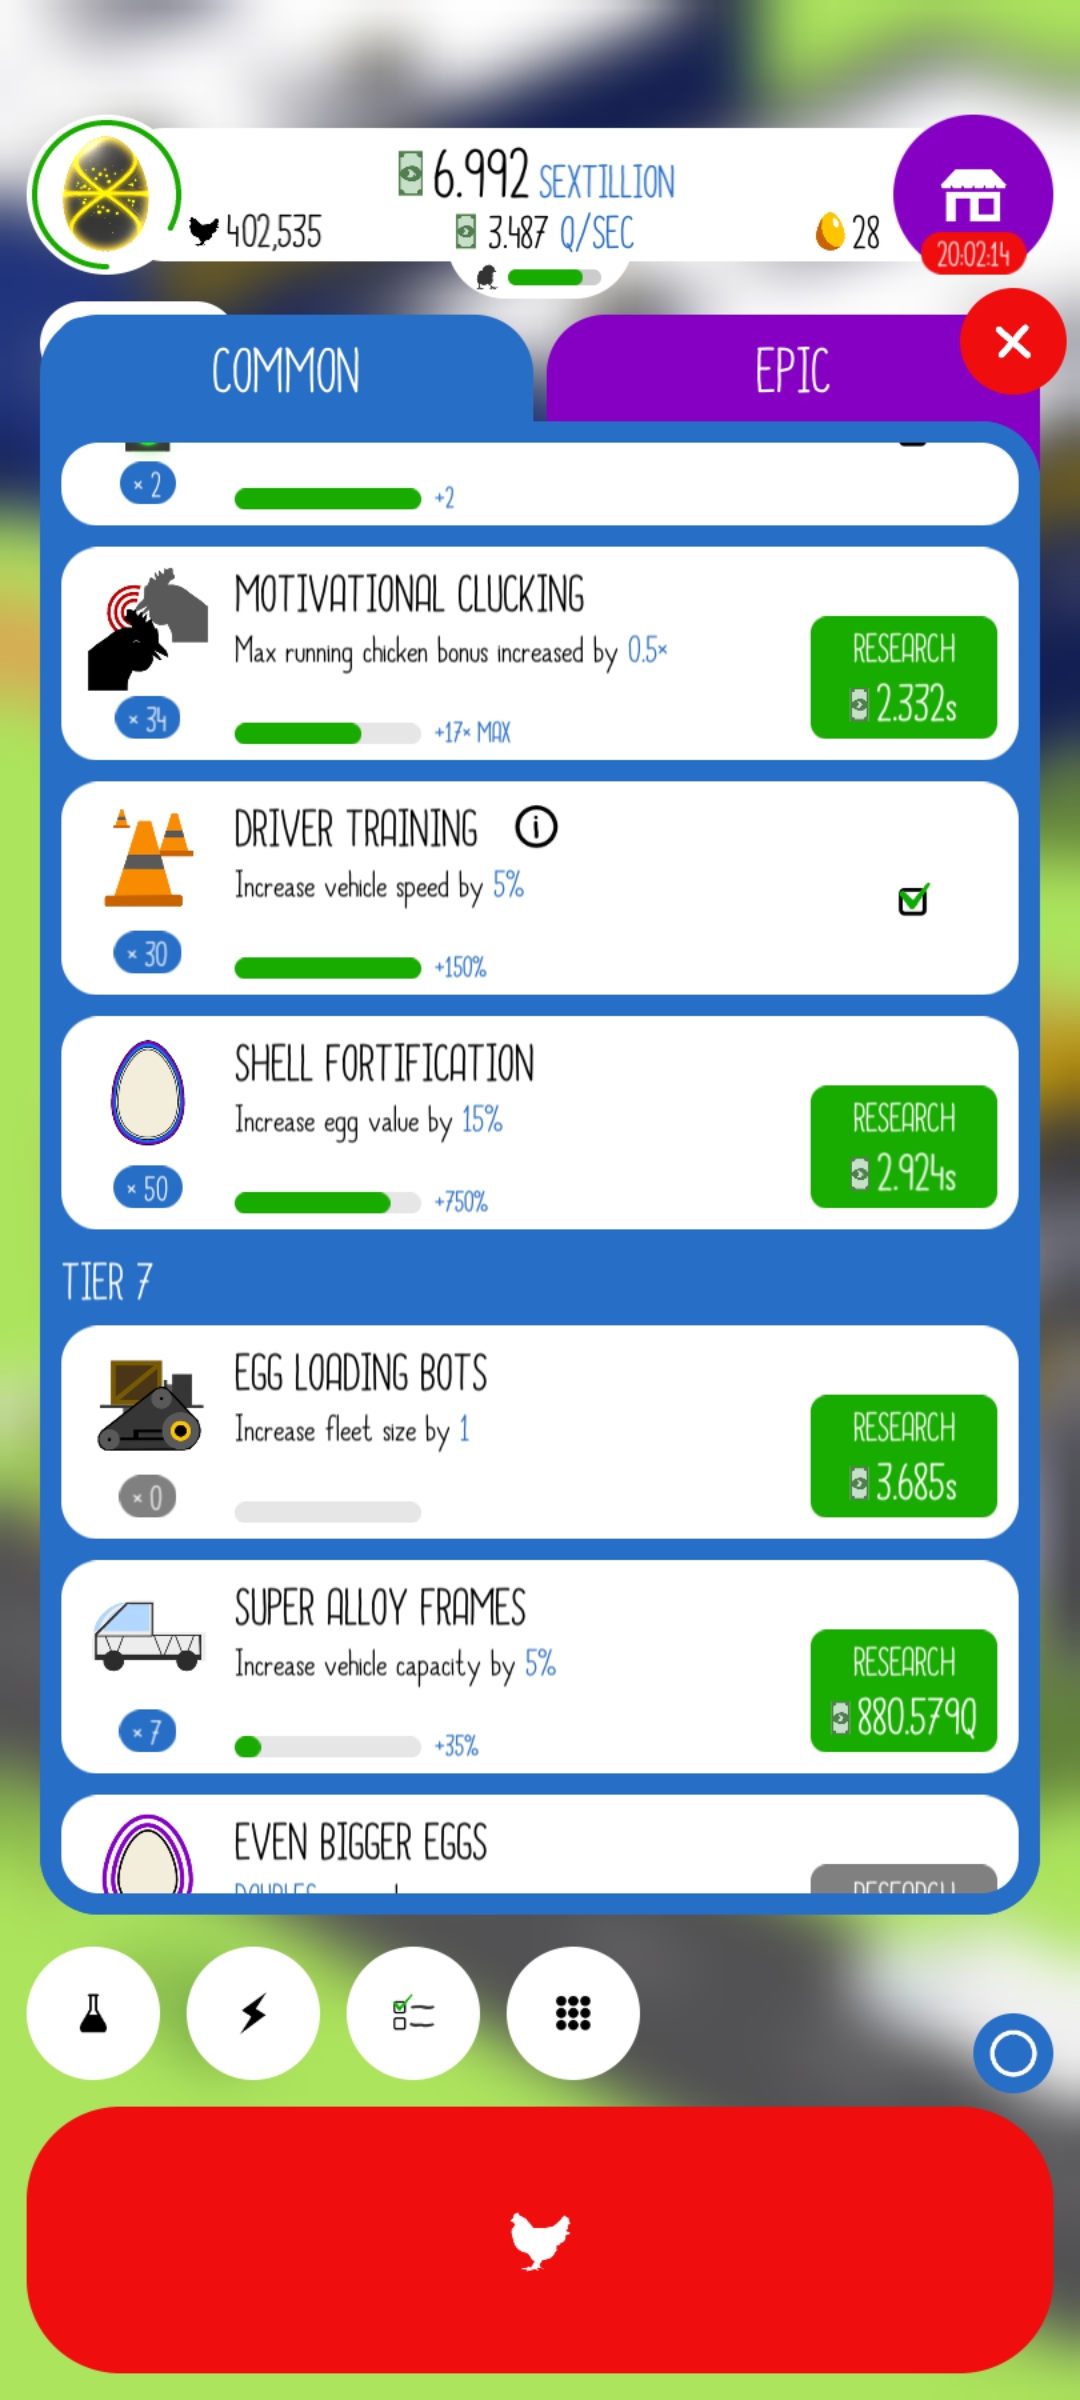 6.992 SEXTILLION
402,535
3.487 Q/SEC
28
20:02:14
COMMON
EPIC
× 2
+2
MOTIVATIONAL CLUCKING
Max running chicken bonus increased by 0.5×
RESEARCH
2.332s
× 34
+17× MAX
DRIVER TRAINING i
Increase vehicle speed by 5%
× 30
+150%
SHELL FORTIFICATION
Increase egg value by 15%
RESEARCH
2.924s
× 50
+750%
TIER 7
EGG LOADING BOTS
Increase fleet size by 1
RESEARCH
3.685s
× 0
SUPER ALLOY FRAMES
Increase vehicle capacity by 5%
RESEARCH
880.579Q
× 7
+35%
EVEN BIGGER EGGS
DOUBLES
RESEARCH